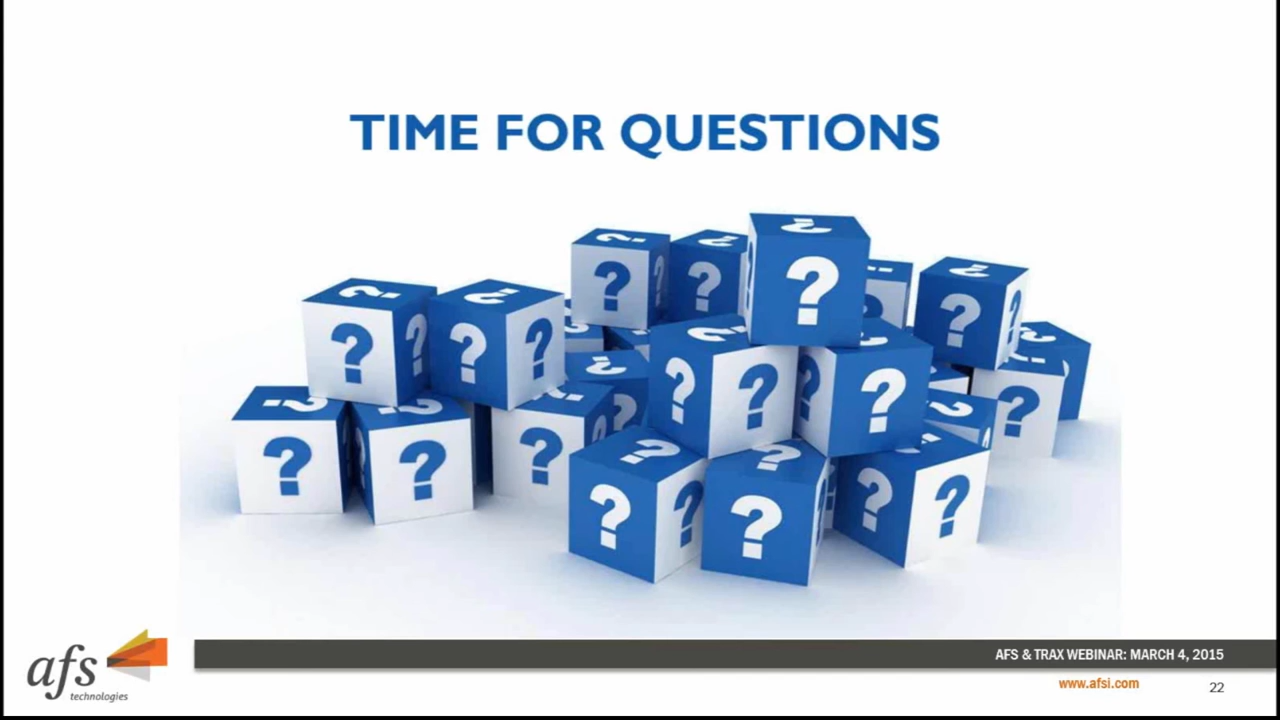 TIME FOR QUESTIONS
afs
technologies
AFS & TRAX WEBINAR: MARCH 4, 2015
www.afsi.com
22